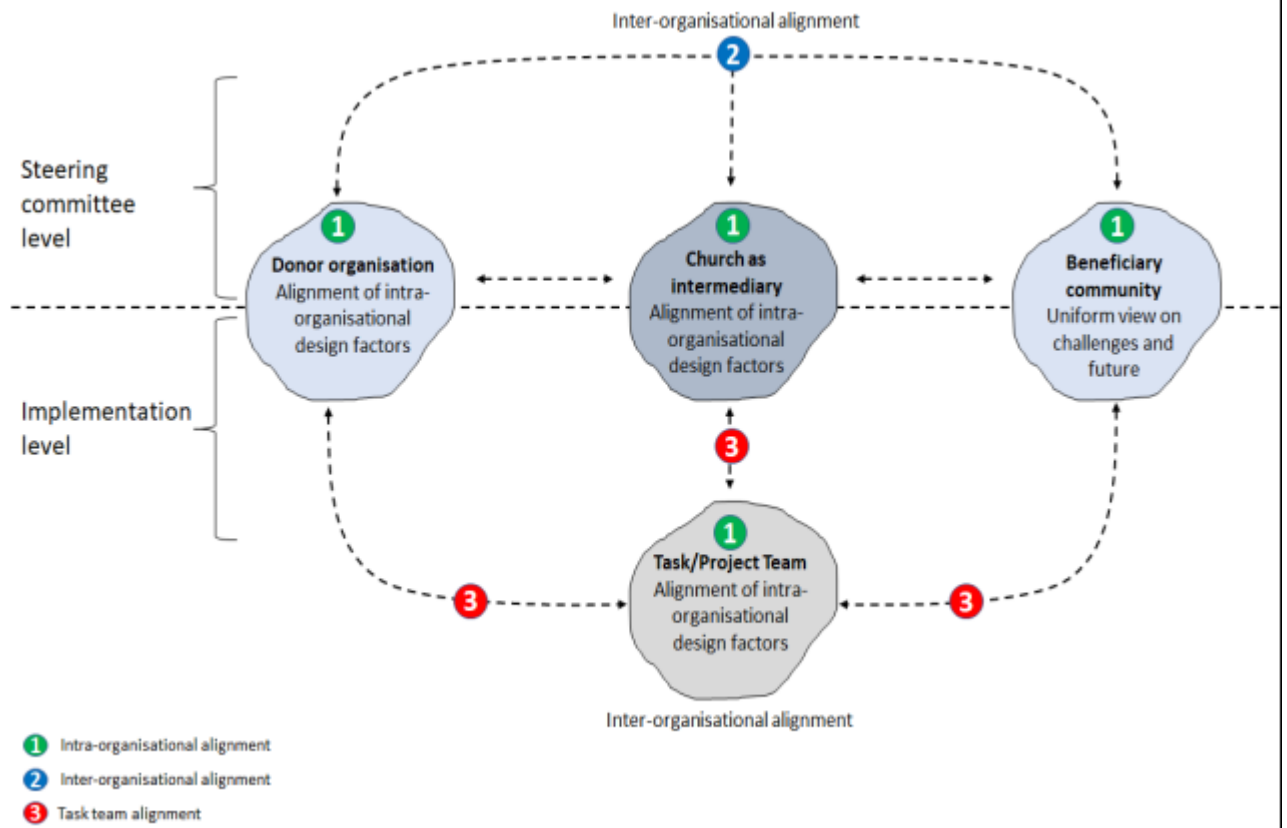 Inter-organisational alignment
2
Steering
committee
level
1
Donor organisation
Alignment of intra-
organisational
design factors
1
Church as
intermediary
Alignment of intra-
organisational
design factors
1
Beneficiary
community
Uniform view on
challenges and
future
Implementation
level
3
1
Task/Project Team
Alignment of intra-
organisational
design factors
3
3
Inter-organisational alignment
1 Intra-organisational alignment
2 Inter-organisational alignment
3 Task team alignment